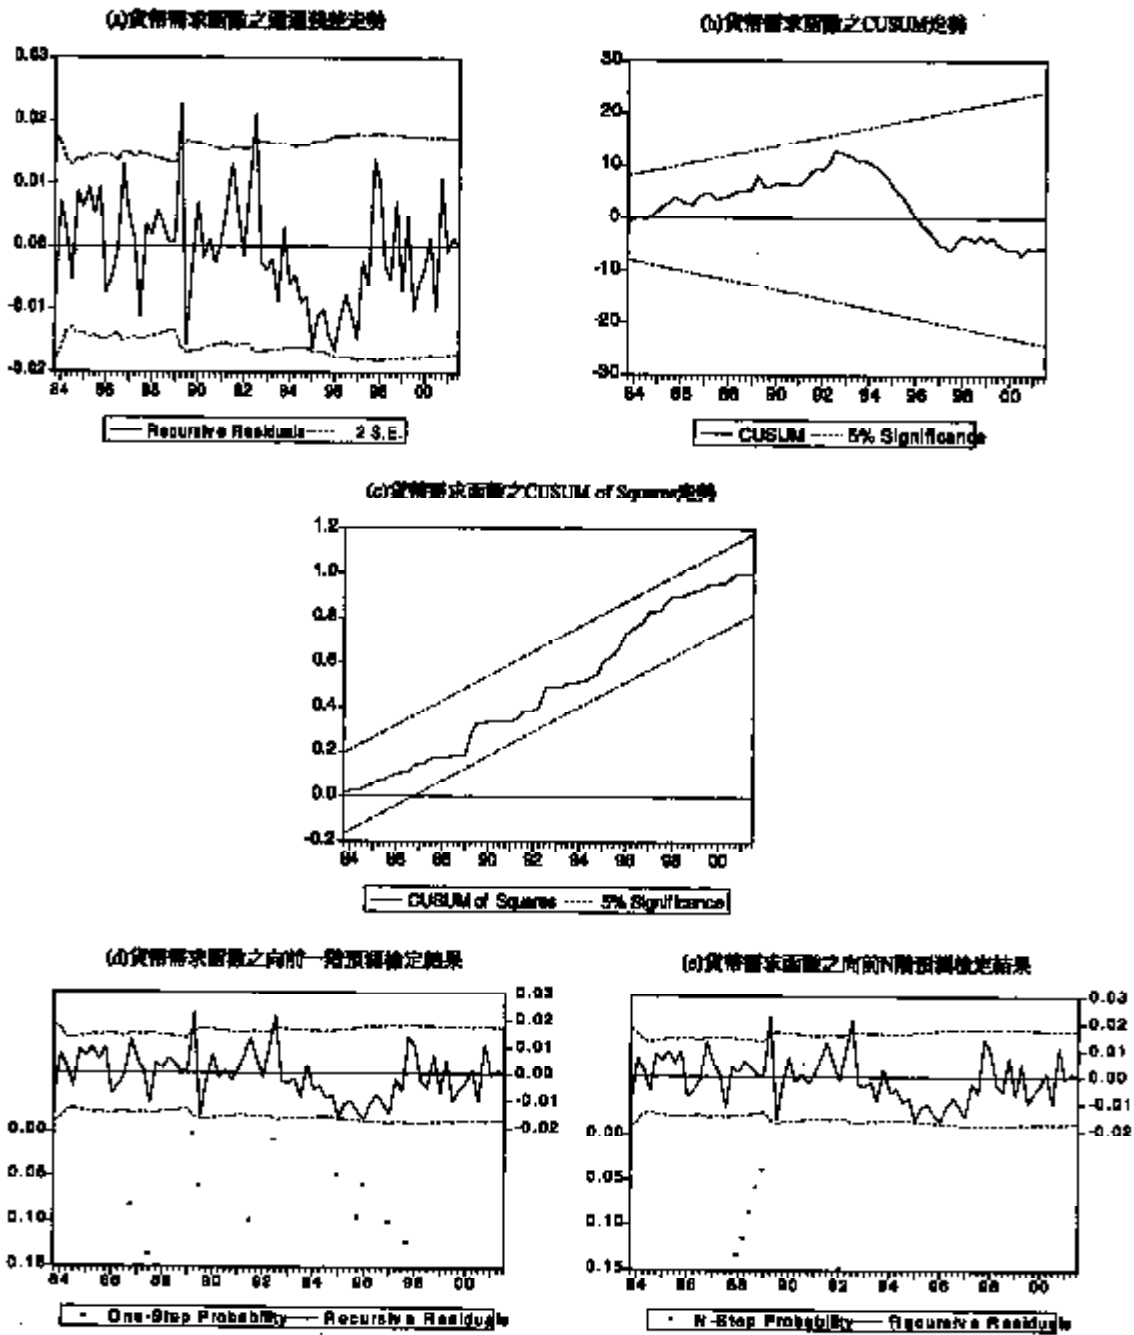 (a)貨幣需求函數之遞迴殘差走勢
0.03
0.02
0.01
0.00
-0.01
-0.02
84 86 88 90 92 94 96 98 00
Recursive Residuals ---- 2 S.E.
(b)貨幣需求函數之CUSUM走勢
30
20
10
0
-10
-20
-30
84 86 88 90 92 94 96 98 00
CUSUM ---- 5% Significance
(c)貨幣需求函數之CUSUM of Squares走勢
1.2
1.0
0.8
0.6
0.4
0.2
0.0
-0.2
84 86 88 90 92 94 96 98 00
CUSUM of Squares ---- 5% Significance
(d)貨幣需求函數之向前一階預測檢定結果
0.03
0.02
0.01
0.00
-0.01
-0.02
0.00
0.05
0.10
0.15
84 86 88 90 92 94 96 98 00
One-Step Probability Recursive Residuals
(e)貨幣需求函數之向前N階預測檢定結果
0.03
0.02
0.01
0.00
-0.01
-0.02
0.00
0.05
0.10
0.15
84 86 88 90 92 94 96 98 00
N-Step Probability Recursive Residuals